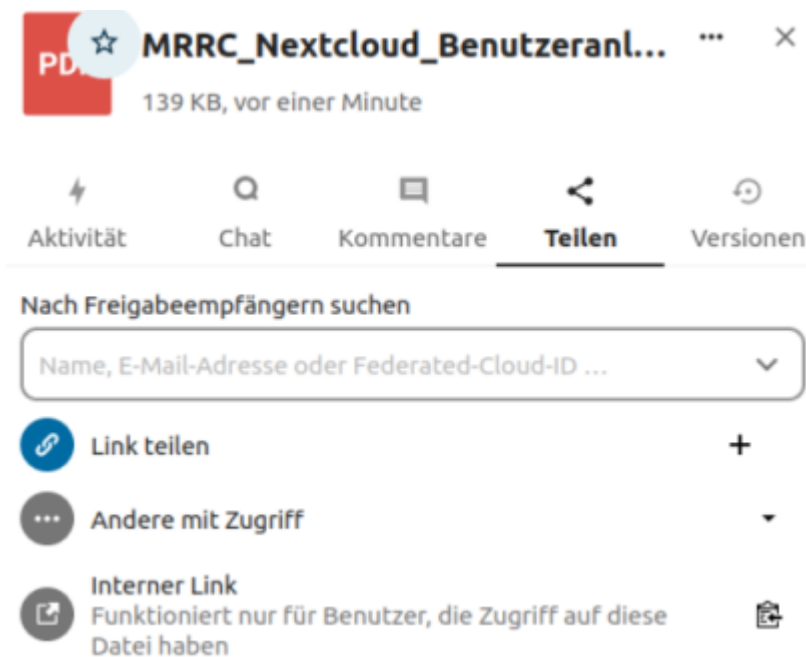 PD
MRRC_Nextcloud_Benutzeranl...
139 KB, vor einer Minute
Aktivität Chat Kommentare Teilen Versionen
Nach Freigabeempfängern suchen
Name, E-Mail-Adresse oder Federated-Cloud-ID ...
Link teilen
Andere mit Zugriff
Interner Link
Funktioniert nur für Benutzer, die Zugriff auf diese
Datei haben